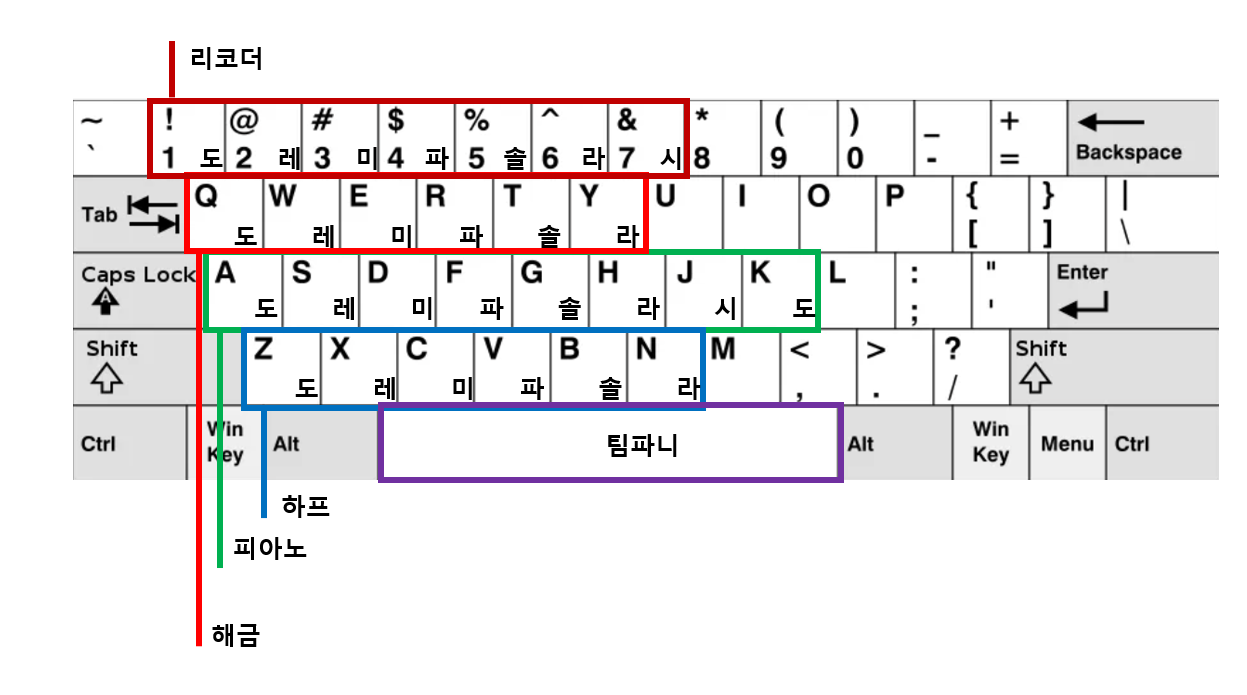 리코더
~ ! @ # $ % ^ & * ( ) _ +
` 1 도 2 레 3 미 4 파 5 솔 6 라 7 시 8 9 0 - = Backspace
Tab Q W E R T Y U I O P { } |
도 레 미 파 솔 라 [ ] \
Caps Lock A S D F G H J K L : " Enter
A 도 레 미 파 솔 라 시 도 ; '
Shift Z X C V B N M < > ? Shift
도 레 미 파 솔 라 , . /
Ctrl Win Key Alt 팀파니 Alt Win Key Menu Ctrl
하프
피아노
해금